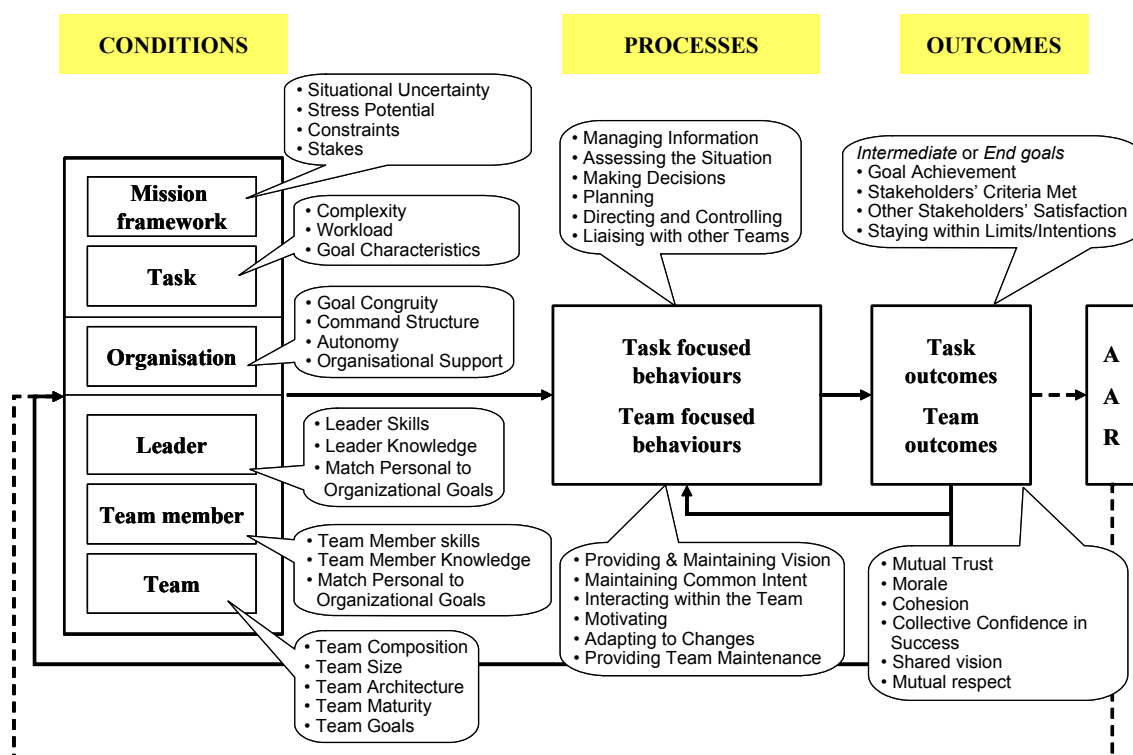 CONDITIONS
PROCESSES
OUTCOMES
• Situational Uncertainty
• Stress Potential
• Constraints
• Stakes
Mission
framework
• Complexity
• Workload
• Goal Characteristics
Task
• Goal Congruity
• Command Structure
• Autonomy
• Organisational Support
Organisation
• Leader Skills
• Leader Knowledge
• Match Personal to
Organizational Goals
Leader
Team member
• Team Member skills
• Team Member Knowledge
• Match Personal to
Organizational Goals
Team
• Team Composition
• Team Size
• Team Architecture
• Team Maturity
• Team Goals
• Managing Information
• Assessing the Situation
• Making Decisions
• Planning
• Directing and Controlling
• Liaising with other Teams
Task focused
behaviours
Team focused
behaviours
• Providing & Maintaining Vision
• Maintaining Common Intent
• Interacting within the Team
• Motivating
• Adapting to Changes
• Providing Team Maintenance
Intermediate or End goals
• Goal Achievement
• Stakeholders’ Criteria Met
• Other Stakeholders’ Satisfaction
• Staying within Limits/Intentions
Task
outcomes
Team
outcomes
• Mutual Trust
• Morale
• Cohesion
• Collective Confidence in
Success
• Shared vision
• Mutual respect
A
A
R